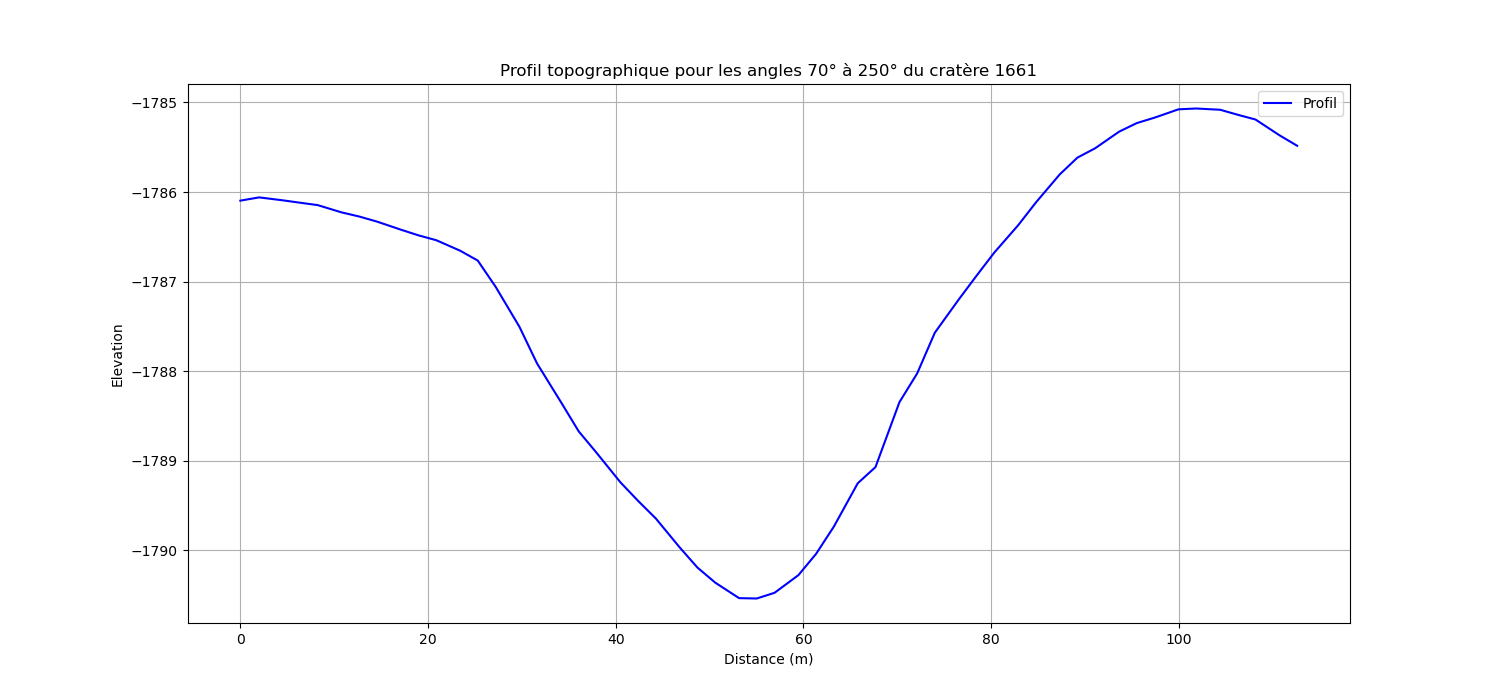 Profil topographique pour les angles 70° à 250° du cratère 1661
Profil
−1785
−1786
−1787
−1788
−1789
−1790
Elevation
0 20 40 60 80 100
Distance (m)